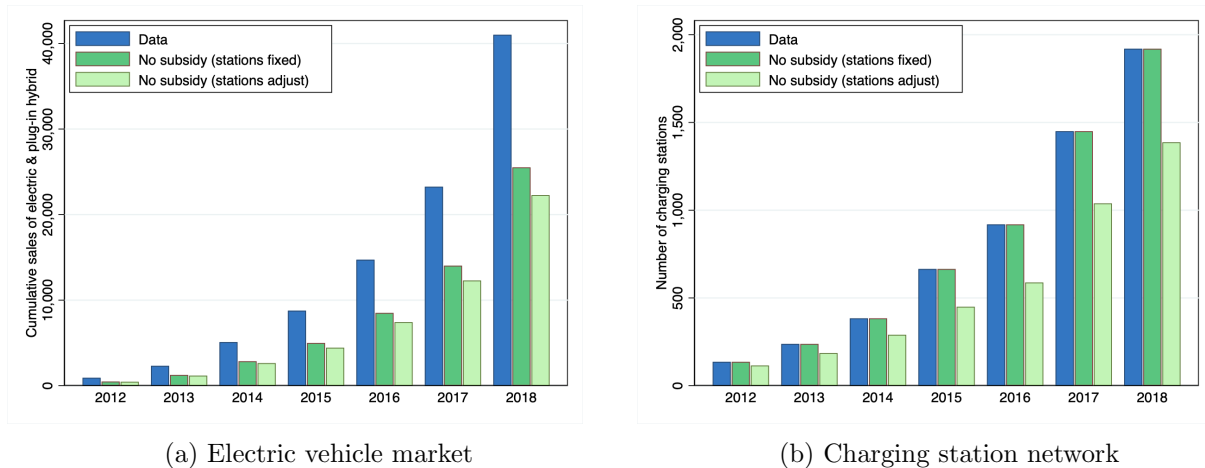 Cumulative sales of electric & plug-in hybrid
40,000
30,000
20,000
10,000
0
Data
No subsidy (stations fixed)
No subsidy (stations adjust)
2012 2013 2014 2015 2016 2017 2018
(a) Electric vehicle market
Number of charging stations
2,000
1,500
1,000
500
0
Data
No subsidy (stations fixed)
No subsidy (stations adjust)
2012 2013 2014 2015 2016 2017 2018
(b) Charging station network